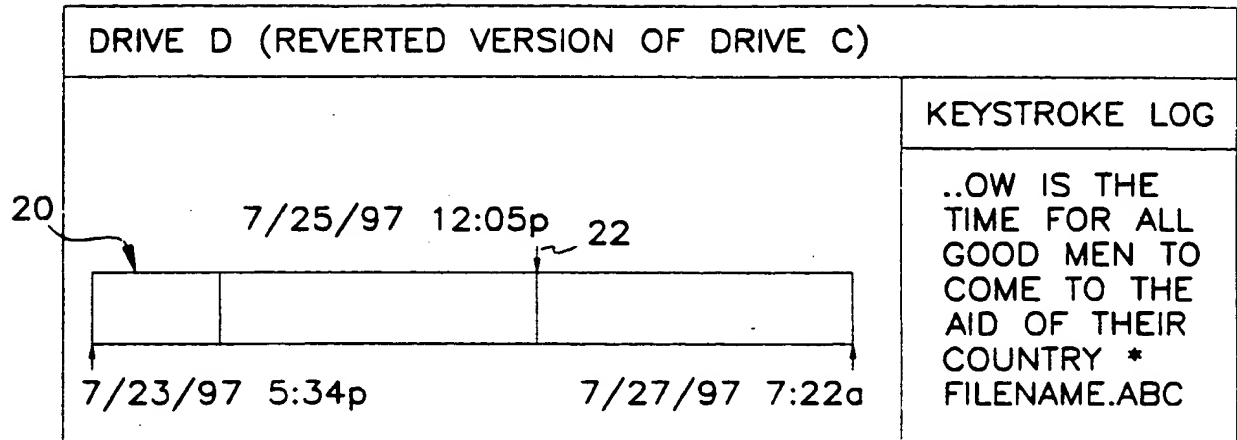 DRIVE D (REVERTED VERSION OF DRIVE C)
KEYSTROKE LOG
20
7/25/97 12:05p
22
7/23/97 5:34p
7/27/97 7:22a
..OW IS THE
TIME FOR ALL
GOOD MEN TO
COME TO THE
AID OF THEIR
COUNTRY *
FILENAME.ABC